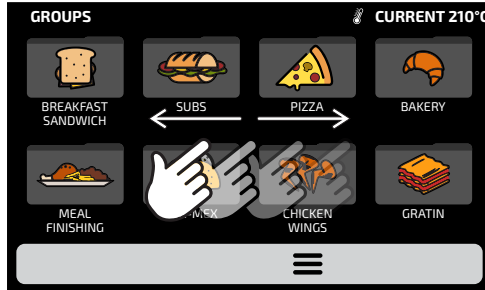 GROUPS
CURRENT 210°C
BREAKFAST
SANDWICH
SUBS
PIZZA
BAKERY
MEAL
FINISHING
-MEX
CHICKEN
WINGS
GRATIN